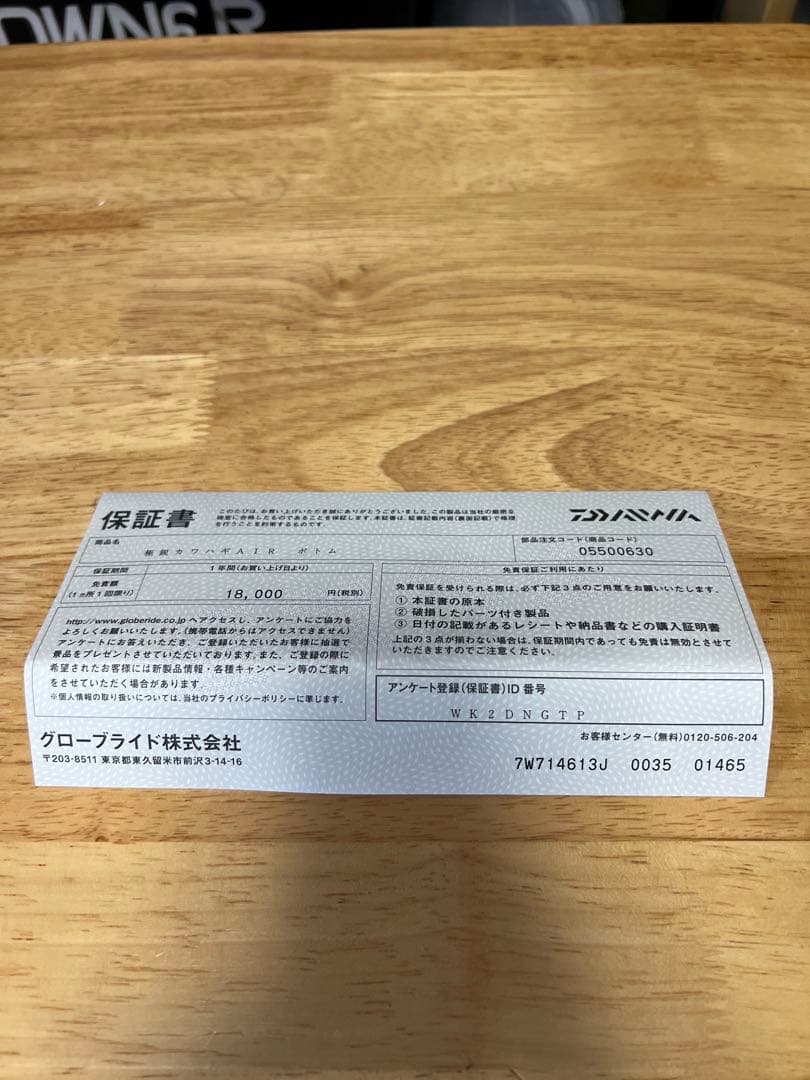 OWNER
保証書
このたびは、お買い上げいただき誠にありがとうございました。この製品は当社の厳密な
検査に合格したものであることを保証します。本証書は、証書記載内容(裏面記載)で修理
を行うことを約束するものです
DAIWA
商品名
極鋭カワハギAIR ボトム
部品注文コード(商品コード)
05500630
保証期間
1年間(お買い上げ日より)
免責額
(1ヵ所1回限り)
18,000 円(税別)
免責保証ご利用にあたり
免責保証を受けられる際は、必ず下記3点のご用意をお願いいたします。
① 本証書の原本
② 破損したパーツ付き製品
③ 日付の記載があるレシートや納品書などの購入証明書
上記の3点が揃わない場合は、保証期間内であっても免責は無効とさせて
いただきますのでご注意ください。
http://www.globeride.co.jp へアクセスし、アンケートにご協力を
よろしくお願いいたします。(携帯電話からはアクセスできません)
アンケートにお答えいただき、ご登録いただいたお客様に抽選で
景品をプレゼントさせていただいております。また、ご登録の際に
希望されたお客様には新製品情報・各種キャンペーン等のご案内
をさせていただく場合があります。
※個人情報の取り扱いについては、当社のプライバシーポリシーに準じます。
アンケート登録(保証書)ID番号
WK2DNGTP
グローブライド株式会社
〒203-8511 東京都東久留米市前沢3-14-16
お客様センター(無料)0120-506-204
7W714613J 0035 01465